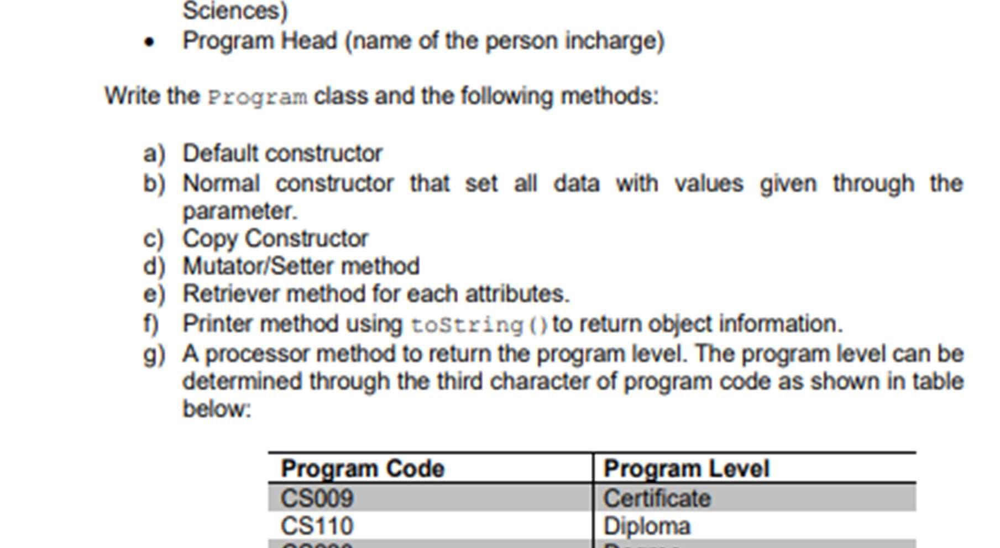 Sciences)
• Program Head (name of the person incharge)
Write the Program class and the following methods:
a) Default constructor
b) Normal constructor that set all data with values given through the
parameter.
c) Copy Constructor
d) Mutator/Setter method
e) Retriever method for each attributes.
f) Printer method using toString() to return object information.
g) A processor method to return the program level. The program level can be
determined through the third character of program code as shown in table
below:
Program Code Program Level
CS009 Certificate
CS110 Diploma